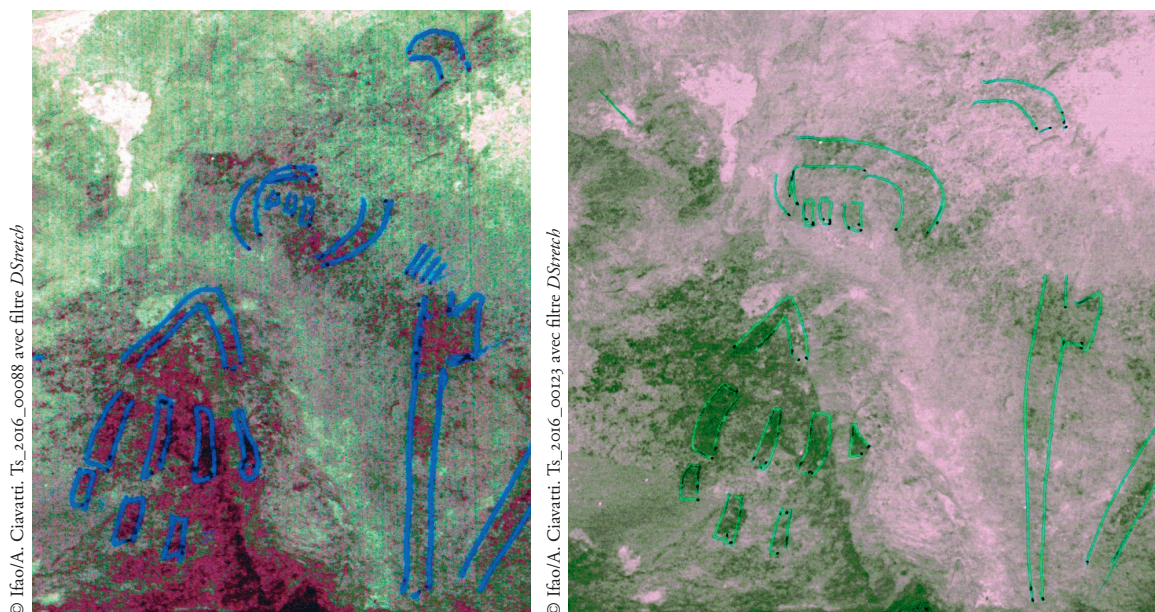 © Ifao/A. Ciavatti. Ts_2016_00088 avec filtre DStretch
© Ifao/A. Ciavatti. Ts_2016_00123 avec filtre DStretch